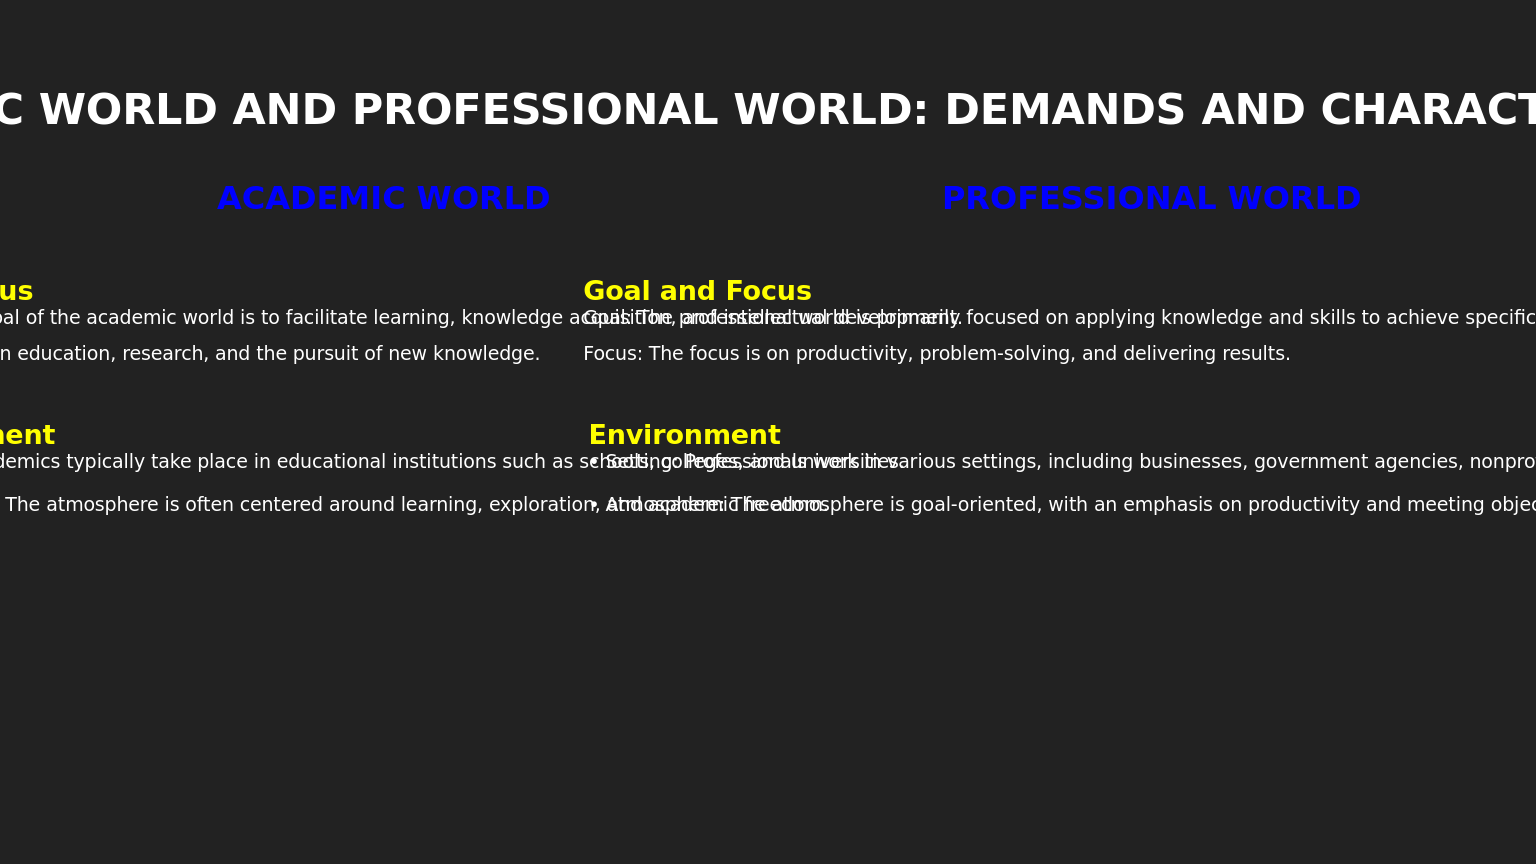 C WORLD AND PROFESSIONAL WORLD: DEMANDS AND CHARACT
ACADEMIC WORLD
PROFESSIONAL WORLD
us
oal of the academic world is to facilitate learning, knowledge acquisition, and intellectual development.
n education, research, and the pursuit of new knowledge.
ment
demics typically take place in educational institutions such as schools, colleges, and universities.
The atmosphere is often centered around learning, exploration, and academic freedom.
Goal and Focus
Goal: The professional world is primarily focused on applying knowledge and skills to achieve specific
Focus: The focus is on productivity, problem-solving, and delivering results.
Environment
• Setting: Professionals work in various settings, including businesses, government agencies, nonprof
• Atmosphere: The atmosphere is goal-oriented, with an emphasis on productivity and meeting objec